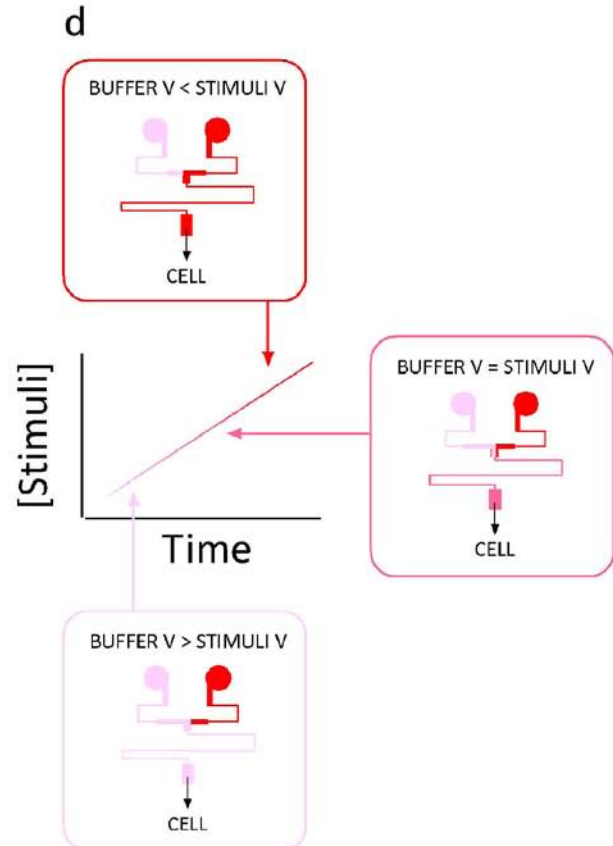 d
BUFFER V < STIMULI V
CELL
BUFFER V = STIMULI V
CELL
[Stimuli]
Time
BUFFER V > STIMULI V
CELL